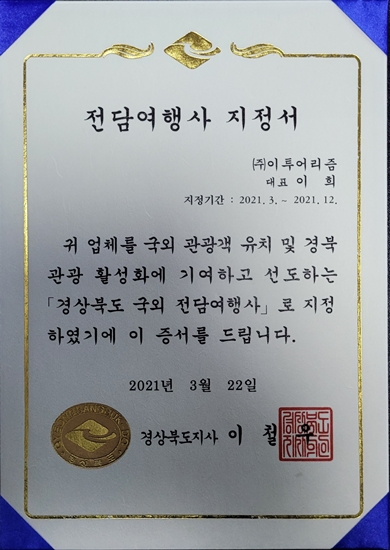 전담여행사 지정서
㈜이투어리즘
대표 이 희
지정기간 : 2021. 3. ~ 2021. 12.
귀 업체를 국외 관광객 유치 및 경북
관광 활성화에 기여하고 선도하는
「경상북도 국외 전담여행사」로 지정
하였기에 이 증서를 드립니다.
2021년 3월 22일
경상북도지사 이 철 우